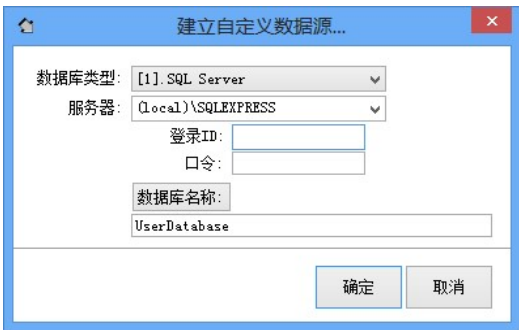 建立自定义数据源...
数据库类型: [1].SQL Server
服务器: (local)\SQLEXPRESS
登录ID:
口令:
数据库名称:
UserDatabase
确定 取消